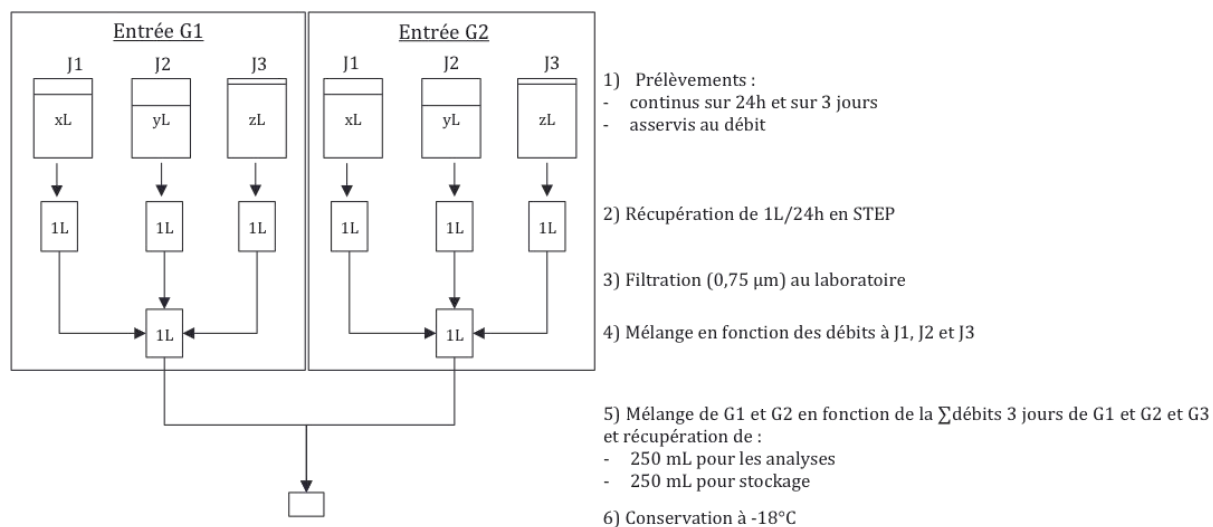 Entrée G1
J1 J2 J3
xL yL zL
1L 1L 1L
1L
Entrée G2
J1 J2 J3
xL yL zL
1L 1L 1L
1L
1) Prélèvements :
- continus sur 24h et sur 3 jours
- asservis au débit
2) Récupération de 1L/24h en STEP
3) Filtration (0,75 µm) au laboratoire
4) Mélange en fonction des débits à J1, J2 et J3
5) Mélange de G1 et G2 en fonction de la ∑débits 3 jours de G1 et G2 et G3
et récupération de :
- 250 mL pour les analyses
- 250 mL pour stockage
6) Conservation à -18°C